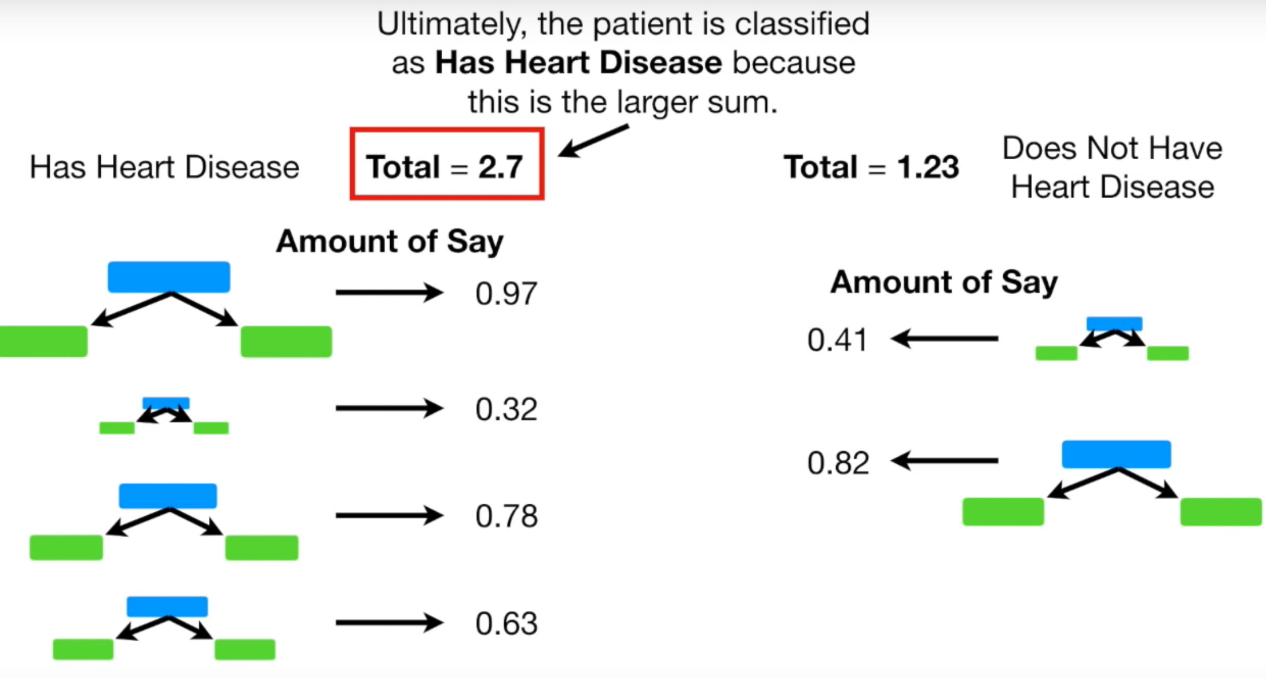 Ultimately, the patient is classified
as Has Heart Disease because
this is the larger sum.
Has Heart Disease
Total = 2.7
Total = 1.23
Does Not Have
Heart Disease
Amount of Say
0.97
0.32
0.78
0.63
Amount of Say
0.41
0.82